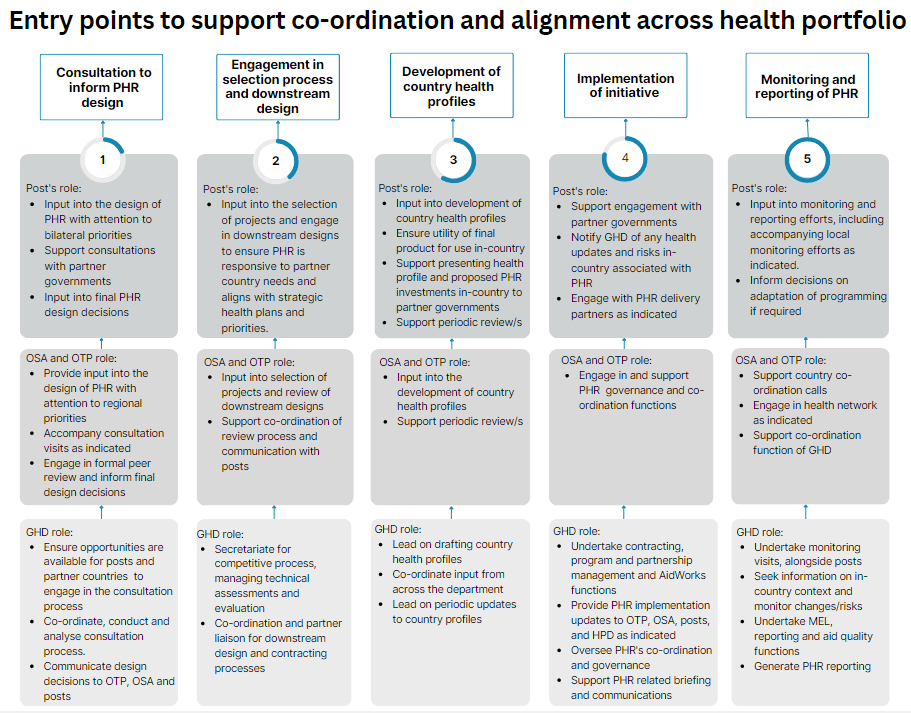 Entry points to support co-ordination and alignment across health portfolio
Consultation to
inform PHR
design
Engagement in
selection process
and downstream
design
Development of
country health
profiles
Implementation
of initiative
Monitoring and
reporting of PHR
1
2
3
4
5
Post's role:
• Input into the design of
PHR with attention to
bilateral priorities
• Support consultations
with partner
governments
• Input into final PHR
design decisions
Post's role:
• Input into the selection
of projects and engage
in downstream designs
to ensure PHR is
responsive to partner
country needs and
aligns with strategic
health plans and
priorities.
Post's role:
• Input into development of
country health profiles
• Ensure utility of final
product for use in-country
• Support presenting health
profile and proposed PHR
investments in-country to
partner governments
• Support periodic review/s
Post's role:
• Support engagement with
partner governments
• Notify GHD of any health
updates and risks in-
country associated with
PHR
• Engage with PHR delivery
partners as indicated
Post's role:
• Input into monitoring and
reporting efforts, including
accompanying local
monitoring efforts as
indicated.
• Inform decisions on
adaptation of programming
if required
OSA and OTP role:
• Provide input into the
design of PHR with
attention to regional
priorities
• Accompany consultation
visits as indicated
• Engage in formal peer
review and inform final
design decisions
OSA and OTP role:
• Input into selection of
projects and review of
downstream designs
• Support co-ordination of
review process and
communication with
posts
OSA and OTP role:
• Input into the
development of country
health profiles
• Support periodic review/s
OSA and OTP role:
• Engage in and support
PHR governance and co-
ordination functions
OSA and OTP role:
• Support country co-
ordination calls
• Engage in health network
as indicated
• Support co-ordination
function of GHD
GHD role:
• Ensure opportunities are
available for posts and
partner countries to
engage in the consultation
process
• Co-ordinate, conduct and
analyse consultation
process.
• Communicate design
decisions to OTP, OSA and
posts
GHD role:
• Secretariate for
competitive process,
managing technical
assessments and
evaluation
• Co-ordination and partner
liaison for downstream
design and contracting
processes
GHD role:
• Lead on drafting country
health profiles
• Co-ordinate input from
across the department
• Lead on periodic updates
to country profiles
GHD role:
• Undertake contracting,
program and partnership
management and AidWorks
functions
• Provide PHR implementation
updates to OTP, OSA, posts,
and HPD as indicated
• Oversee PHR's co-ordination
and governance
• Support PHR related briefing
and communications
GHD role:
• Undertake monitoring
visits, alongside posts
• Seek information on in-
country context and
monitor changes/risks
• Undertake MEL,
reporting and aid quality
functions
• Generate PHR reporting